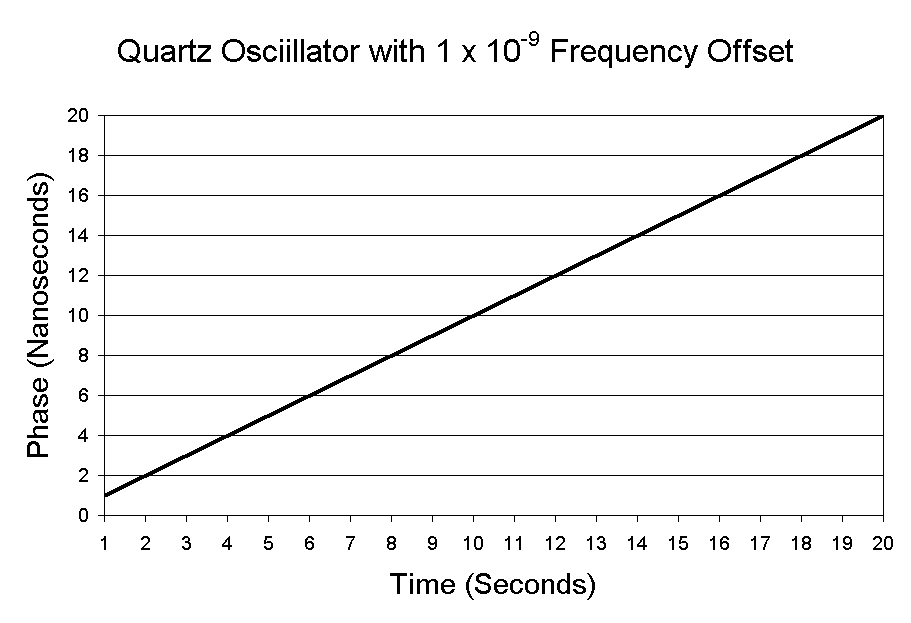 Quartz Osciillator with 1 x 10⁻⁹ Frequency Offset
20
18
16
14
12
10
8
6
4
2
0
Phase (Nanoseconds)
1 2 3 4 5 6 7 8 9 10 11 12 13 14 15 16 17 18 19 20
Time (Seconds)